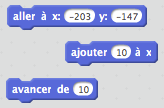 aller à x: -203 y: -147
ajouter 10 à x
avancer de 10